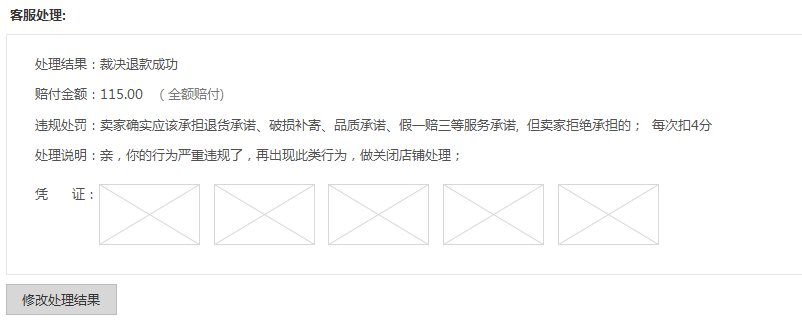 客服处理:
处理结果：裁决退款成功
赔付金额：115.00 （全额赔付)
违规处罚：卖家确实应该承担退货承诺、破损补寄、品质承诺、假一赔三等服务承诺, 但卖家拒绝承担的； 每次扣4分
处理说明：亲，你的行为严重违规了，再出现此类行为，做关闭店铺处理；
凭 证：
修改处理结果